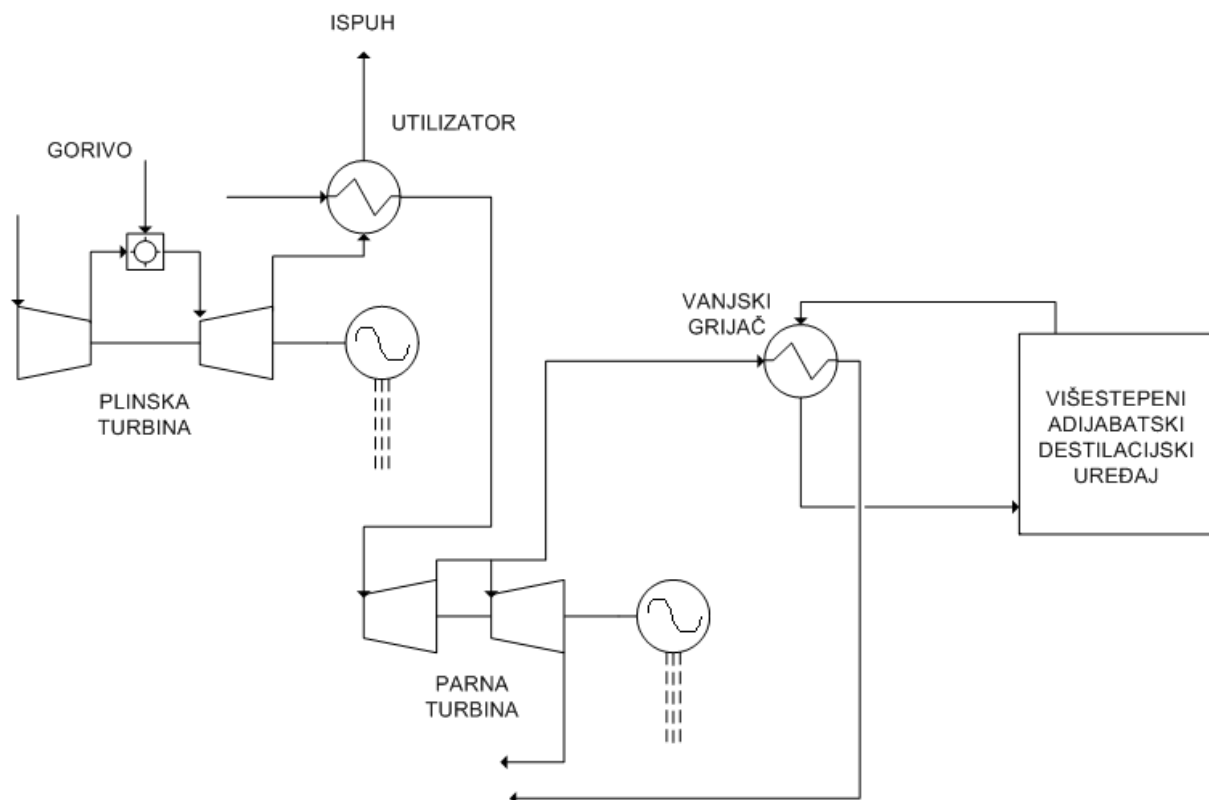 ISPUH
UTILIZATOR
GORIVO
PLINSKA
TURBINA
VANJSKI
GRIJAČ
VIŠESTEPENI
ADIJABATSKI
DESTILACIJSKI
UREĐAJ
PARNA
TURBINA